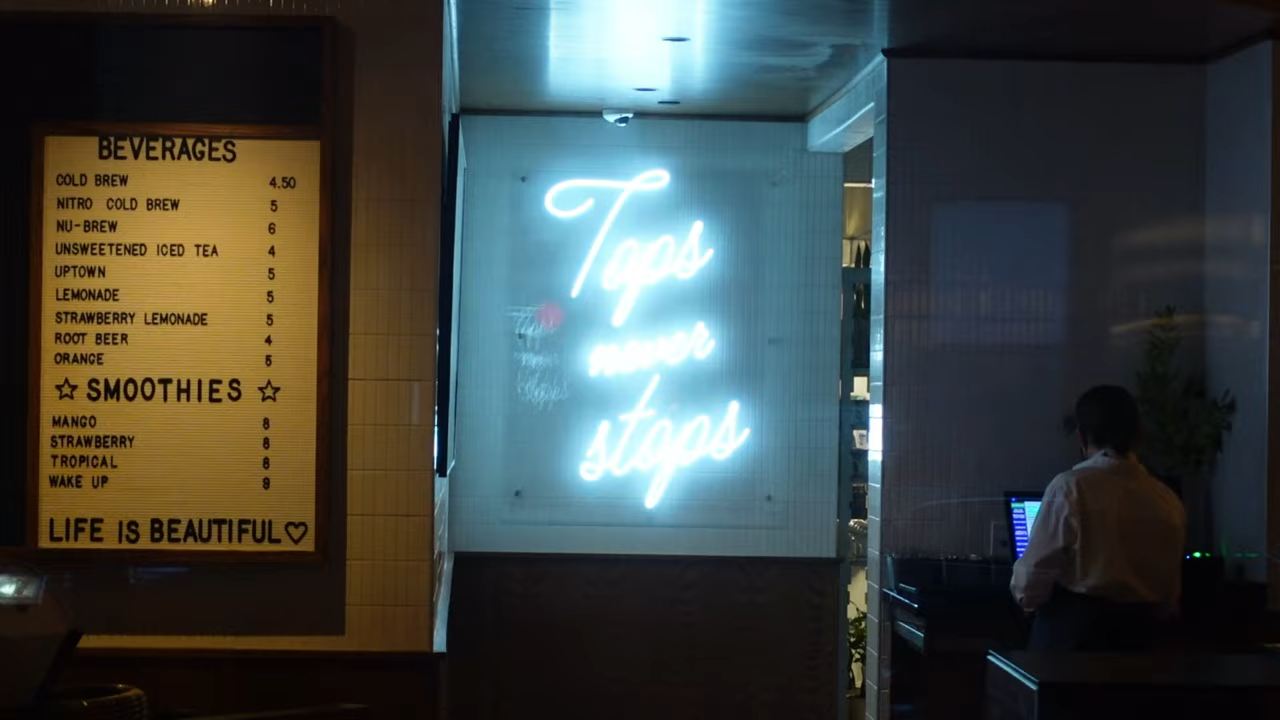 BEVERAGES
COLD BREW 4.50
NITRO COLD BREW 5
NU-BREW 6
UNSWEETENED ICED TEA 4
UPTOWN 5
LEMONADE 5
STRAWBERRY LEMONADE 5
ROOT BEER 4
ORANGE 5
☆ SMOOTHIES ☆
MANGO 8
STRAWBERRY 8
TROPICAL 8
WAKE UP 9
LIFE IS BEAUTIFUL♡
Taps
never
stops